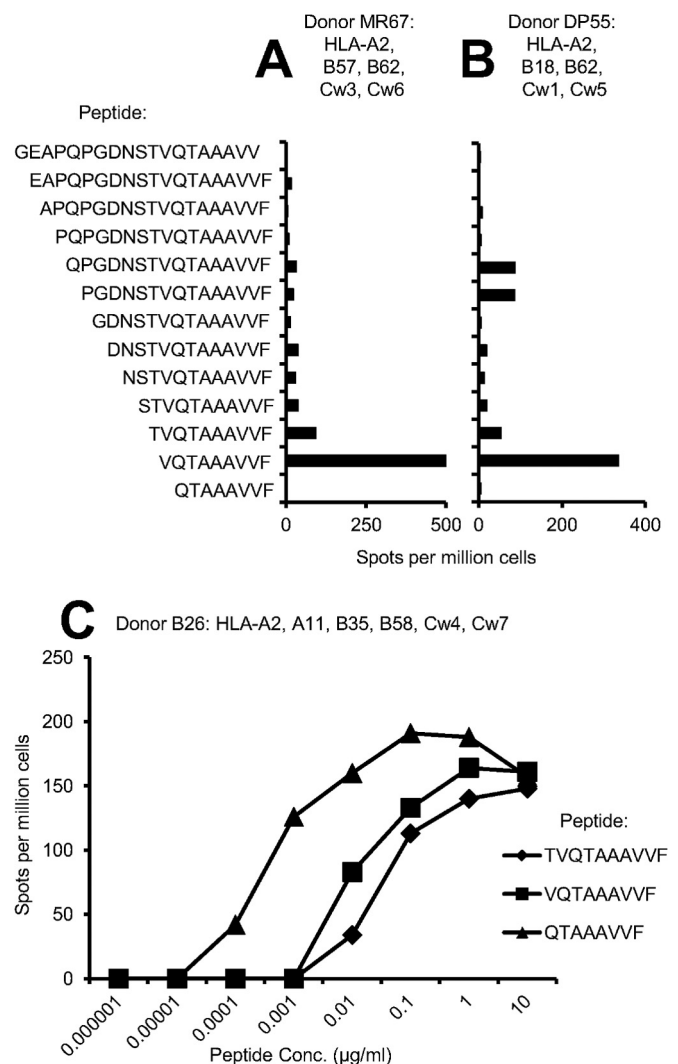 A
Donor MR67:
HLA-A2,
B57, B62,
Cw3, Cw6
B
Donor DP55:
HLA-A2,
B18, B62,
Cw1, Cw5
Peptide:
GEAPQPGDNSTVQTAAAVV
EAPQPGDNSTVQTAAAVVF
APQPGDNSTVQTAAAVVF
PQPGDNSTVQTAAAVVF
QPGDNSTVQTAAAVVF
PGDNSTVQTAAAVVF
GDNSTVQTAAAVVF
DNSTVQTAAAVVF
NSTVQTAAAVVF
STVQTAAAVVF
TVQTAAAVVF
VQTAAAVVF
QTAAAVVF
0 250 500
0 200 400
Spots per million cells
C Donor B26: HLA-A2, A11, B35, B58, Cw4, Cw7
250
200
150
100
50
0
Spots per million cells
0.000001
0.00001
0.0001
0.001
0.01
0.1
1
10
Peptide Conc. (µg/ml)
Peptide:
TVQTAAAVVF
VQTAAAVVF
QTAAAVVF